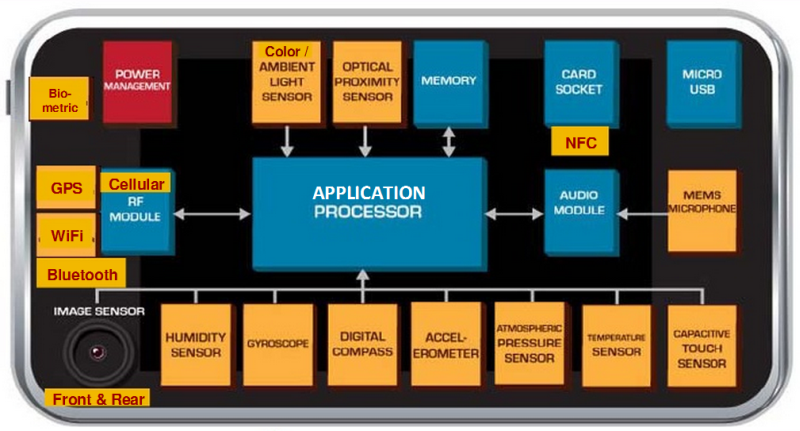 POWER
MANAGEMENT
Color /
AMBIENT
LIGHT
SENSOR
OPTICAL
PROXIMITY
SENSOR
MEMORY
CARD
SOCKET
MICRO
USB
Bio-
metric
NFC
GPS
Cellular
RF
MODULE
WiFi
Bluetooth
APPLICATION
PROCESSOR
AUDIO
MODULE
MEMS
MICROPHONE
IMAGE SENSOR
Front & Rear
HUMIDITY
SENSOR
GYROSCOPE
DIGITAL
COMPASS
ACCEL-
EROMETER
ATMOSPHERIC
PRESSURE
SENSOR
TEMPERATURE
SENSOR
CAPACITIVE
TOUCH
SENSOR